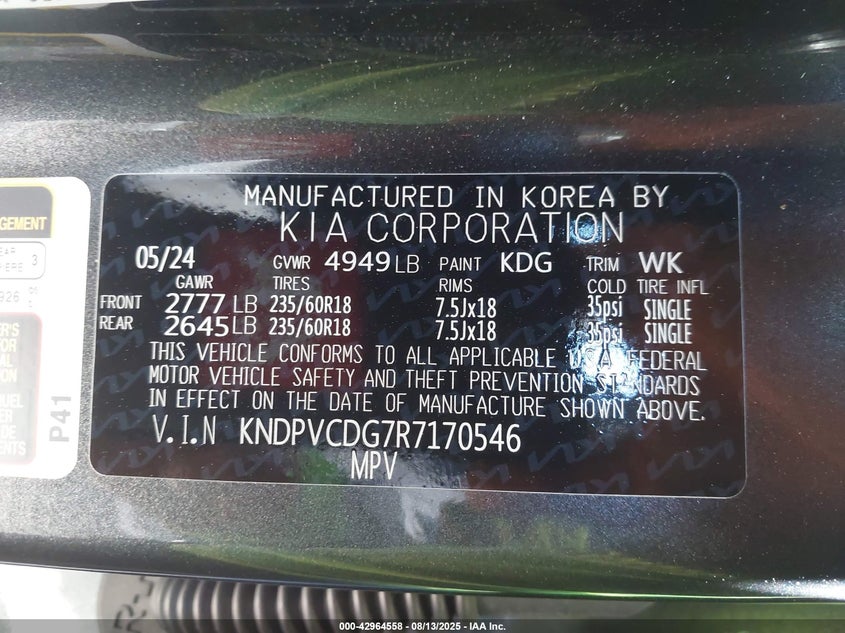 MANUFACTURED IN KOREA BY
KIA CORPORATION
05/24 GVWR 4949 LB PAINT KDG TRIM WK
GAWR TIRES RIMS COLD TIRE INFL
FRONT 2777 LB 235/60R18 7.5Jx18 35psi SINGLE
REAR 2645 LB 235/60R18 7.5Jx18 35psi SINGLE
THIS VEHICLE CONFORMS TO ALL APPLICABLE U.S.A. FEDERAL
MOTOR VEHICLE SAFETY AND THEFT PREVENTION STANDARDS
IN EFFECT ON THE DATE OF MANUFACTURE SHOWN ABOVE.
V.I.N KNDPVCDG7R7170546
MPV
P41
000-42964558 - 08/13/2025 - IAA Inc.